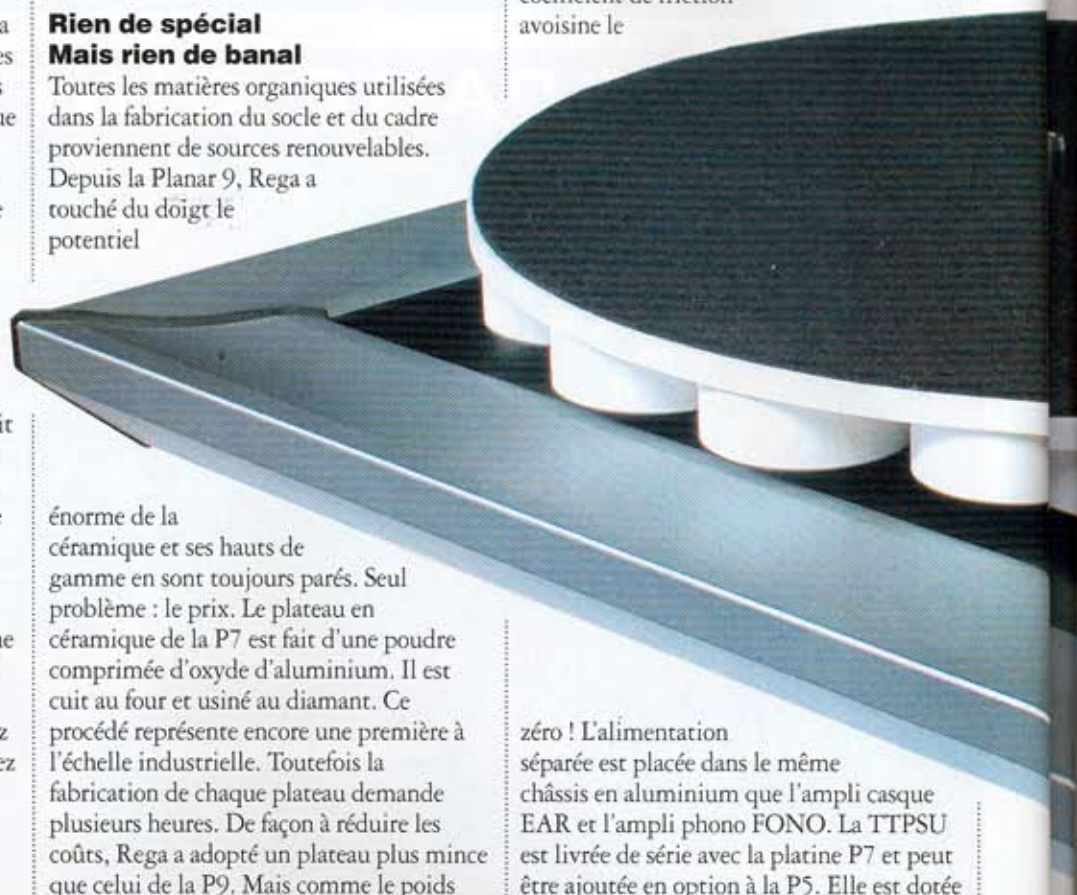 a
es
s
ue
e
it
e
ne
z
ez
Rien de spécial
Mais rien de banal
Toutes les matières organiques utilisées
dans la fabrication du socle et du cadre
proviennent de sources renouvelables.
Depuis la Planar 9, Rega a
touché du doigt le
potentiel
énorme de la
céramique et ses hauts de
gamme en sont toujours parés. Seul
problème : le prix. Le plateau en
céramique de la P7 est fait d'une poudre
comprimée d'oxyde d'aluminium. Il est
cuit au four et usiné au diamant. Ce
procédé représente encore une première à
l'échelle industrielle. Toutefois la
fabrication de chaque plateau demande
plusieurs heures. De façon à réduire les
coûts, Rega a adopté un plateau plus mince
que celui de la P9. Mais comme le poids
coefficient de friction
avoisine le
zéro ! L'alimentation
séparée est placée dans le même
châssis en aluminium que l'ampli casque
EAR et l'ampli phono FONO. La TTPSU
est livrée de série avec la platine P7 et peut
être ajoutée en option à la P5. Elle est dotée